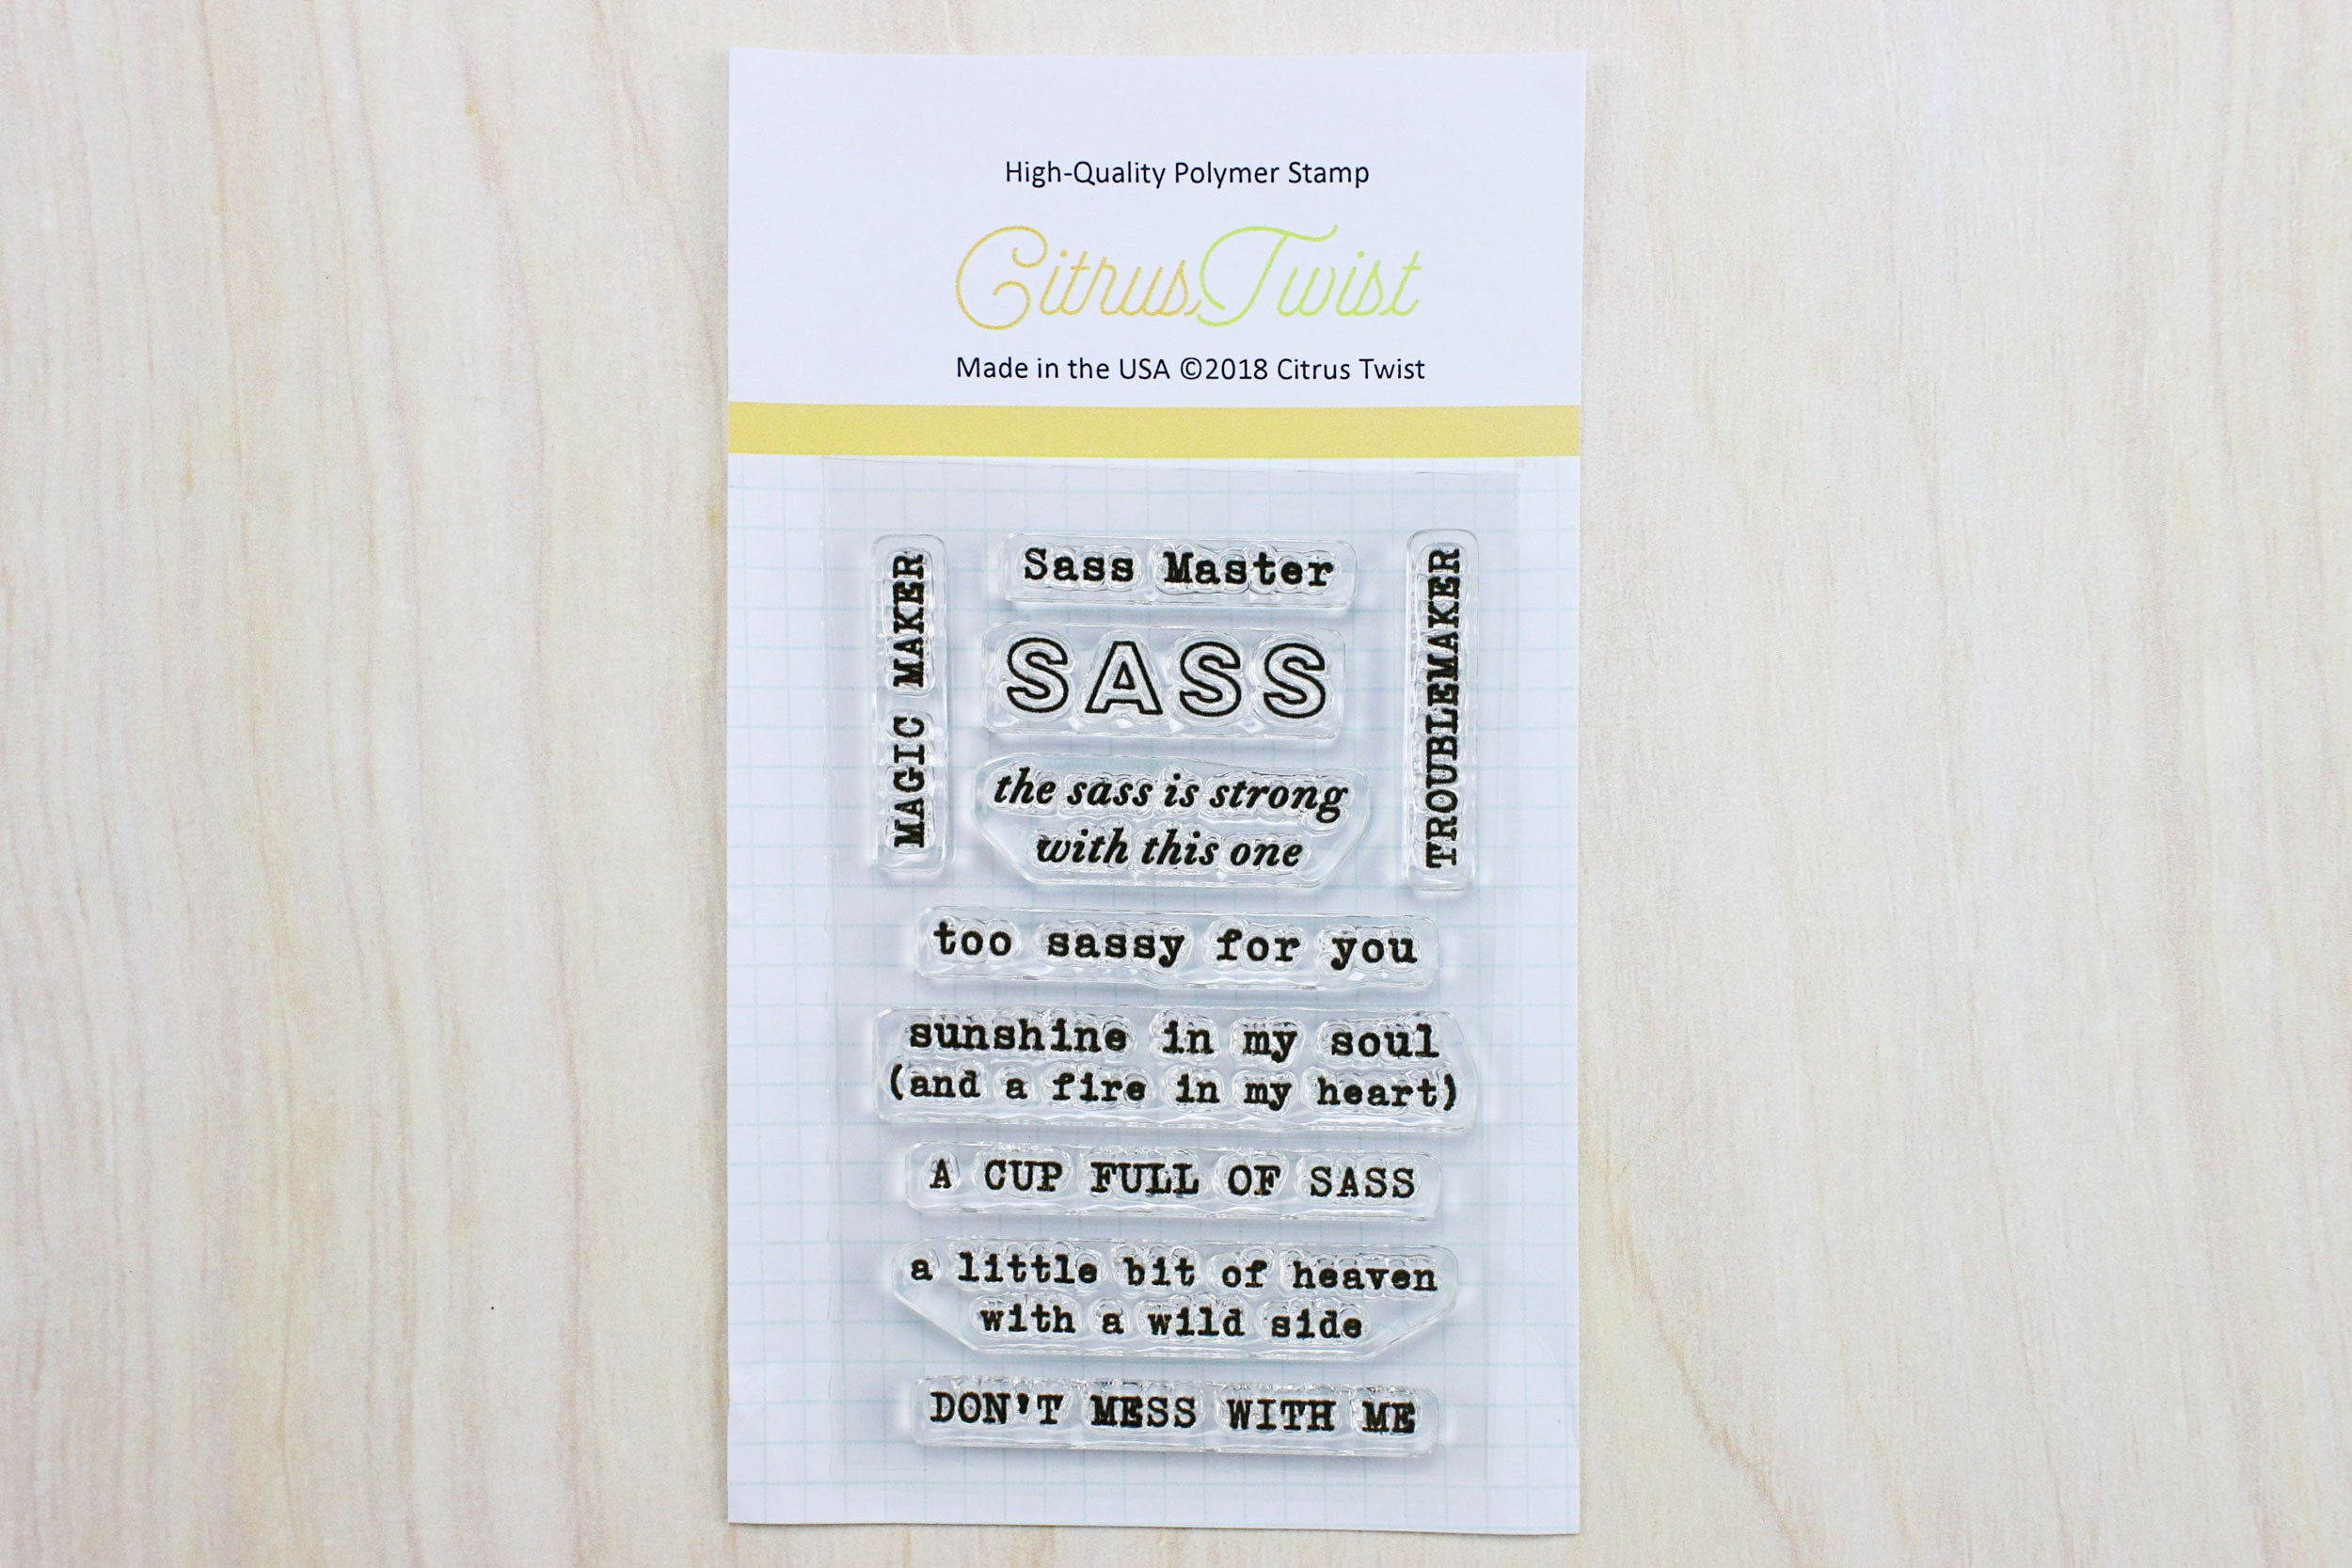 High-Quality Polymer Stamp
CitrusTwist
Made in the USA ©2018 Citrus Twist
MAGIC MAKER
Sass Master
SASS
the sass is strong
with this one
TROUBLEMAKER
too sassy for you
sunshine in my soul
(and a fire in my heart)
A CUP FULL OF SASS
a little bit of heaven
with a wild side
DON'T MESS WITH ME